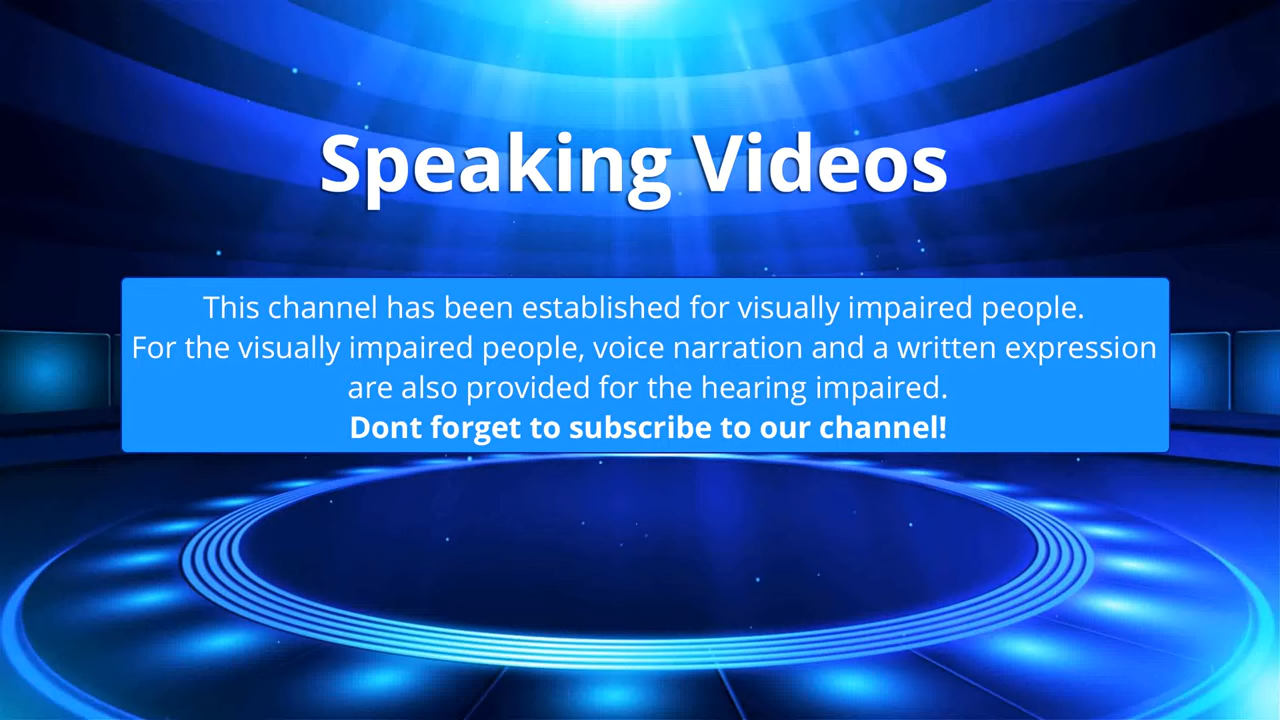 Speaking Videos
This channel has been established for visually impaired people.
For the visually impaired people, voice narration and a written expression
are also provided for the hearing impaired.
Dont forget to subscribe to our channel!